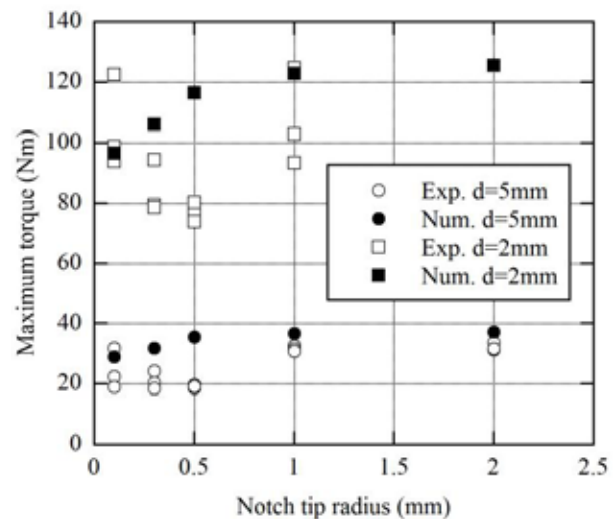 140
120
100
80
60
40
20
0
Maximum torque (Nm)
Exp. d=5mm
Num. d=5mm
Exp. d=2mm
Num. d=2mm
0 0.5 1 1.5 2 2.5
Notch tip radius (mm)